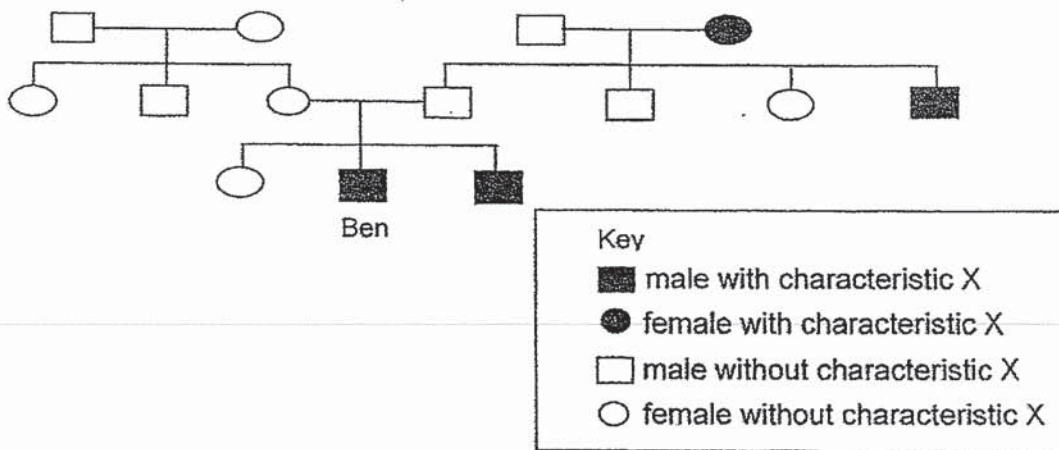 Ben
Key
male with characteristic X
female with characteristic X
male without characteristic X
female without characteristic X